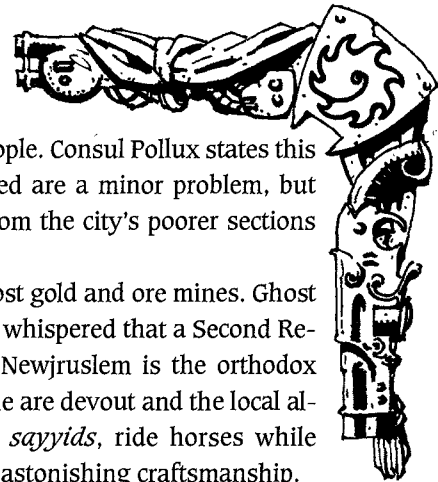 ople. Consul Pollux states this
ed are a minor problem, but
om the city's poorer sections
ost gold and ore mines. Ghost
whispered that a Second Re-
Newjruslem is the orthodox
le are devout and the local al-
sayyids, ride horses while
astonishing craftsmanship.